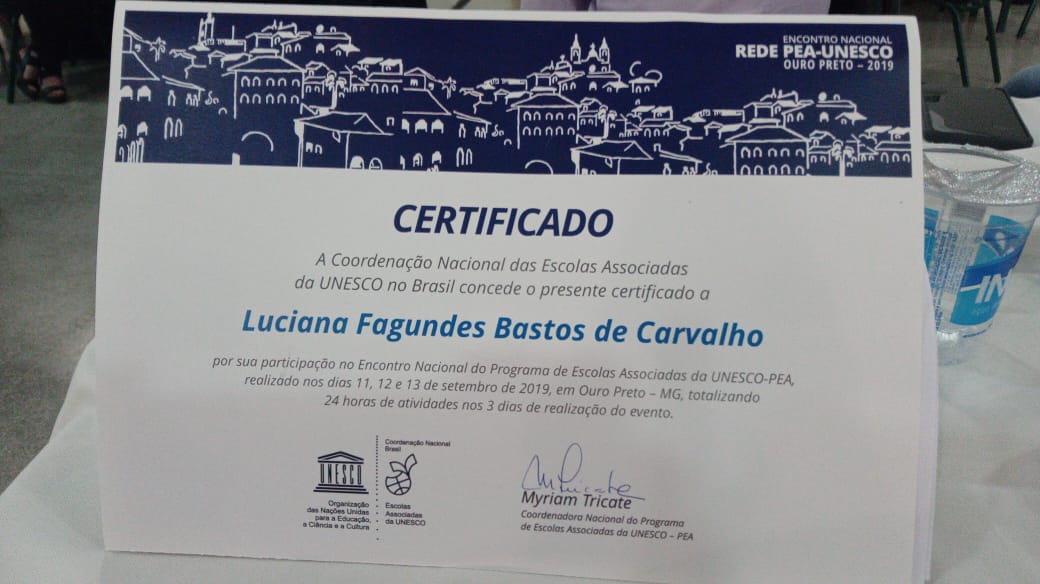 ENCONTRO NACIONAL
REDE PEA-UNESCO
OURO PRETO – 2019
CERTIFICADO
A Coordenação Nacional das Escolas Associadas
da UNESCO no Brasil concede o presente certificado a
Luciana Fagundes Bastos de Carvalho
por sua participação no Encontro Nacional do Programa de Escolas Associadas da UNESCO-PEA,
realizado nos dias 11, 12 e 13 de setembro de 2019, em Ouro Preto – MG, totalizando
24 horas de atividades nos 3 dias de realização do evento.
UNESCO
Organização
das Nações Unidas
para a Educação,
a Ciência e a Cultura
Coordenação Nacional
Brasil
Escolas
Associadas
da UNESCO
Myriam Tricate
Coordenadora Nacional do Programa
de Escolas Associadas da UNESCO – PEA